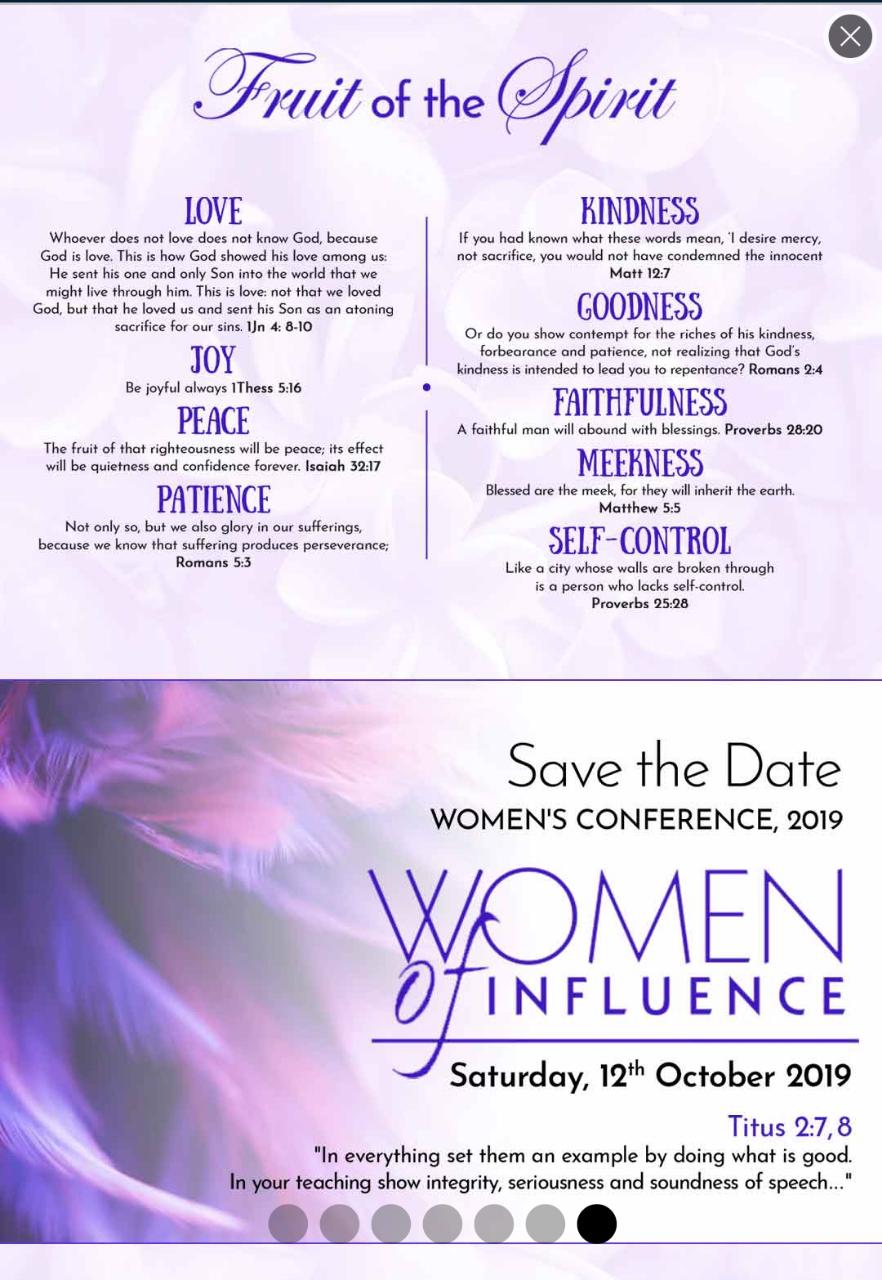 Fruit of the Spirit
LOVE
Whoever does not love does not know God, because
God is love. This is how God showed his love among us:
He sent his one and only Son into the world that we
might live through him. This is love: not that we loved
God, but that he loved us and sent his Son as an atoning
sacrifice for our sins. 1Jn 4: 8-10
JOY
Be joyful always 1Thess 5:16
PEACE
The fruit of that righteousness will be peace; its effect
will be quietness and confidence forever. Isaiah 32:17
PATIENCE
Not only so, but we also glory in our sufferings,
because we know that suffering produces perseverance;
Romans 5:3
KINDNESS
If you had known what these words mean, 'I desire mercy,
not sacrifice, you would not have condemned the innocent
Matt 12:7
GOODNESS
Or do you show contempt for the riches of his kindness,
forbearance and patience, not realizing that God's
kindness is intended to lead you to repentance? Romans 2:4
FAITHFULNESS
A faithful man will abound with blessings. Proverbs 28:20
MEEKNESS
Blessed are the meek, for they will inherit the earth.
Matthew 5:5
SELF-CONTROL
Like a city whose walls are broken through
is a person who lacks self-control.
Proverbs 25:28
Save the Date
WOMEN'S CONFERENCE, 2019
WOMEN
of INFLUENCE
Saturday, 12th October 2019
Titus 2:7, 8
"In everything set them an example by doing what is good.
In your teaching show integrity, seriousness and soundness of speech..."